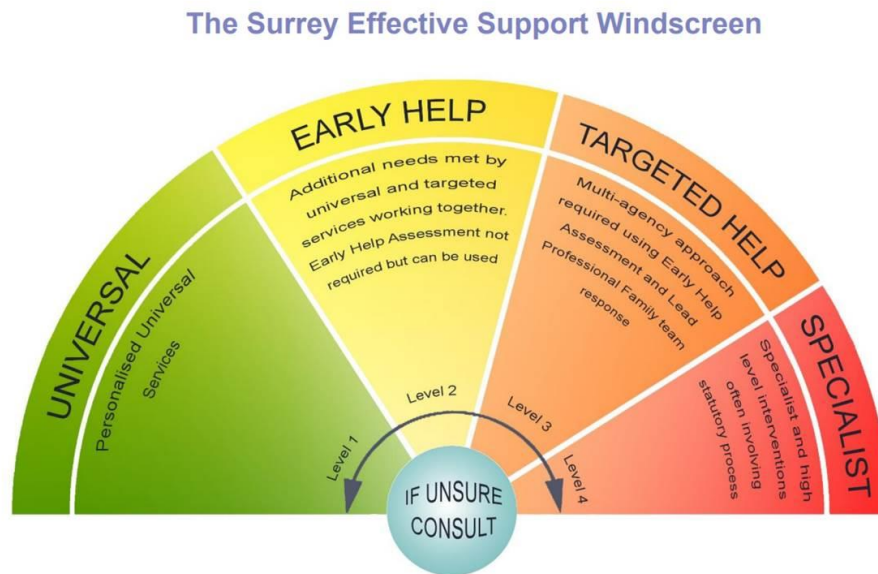 The Surrey Effective Support Windscreen
UNIVERSAL
Personalised Universal
Services
Level 1
EARLY HELP
Additional needs met by
universal and targeted
services working together.
Early Help Assessment not
required but can be used
Level 2
TARGETED HELP
Multi-agency approach
required using Early Help
Assessment and Lead
Professional Family team
response
Level 3
SPECIALIST
Specialist and high
level interventions
often involving
statutory process
Level 4
IF UNSURE
CONSULT